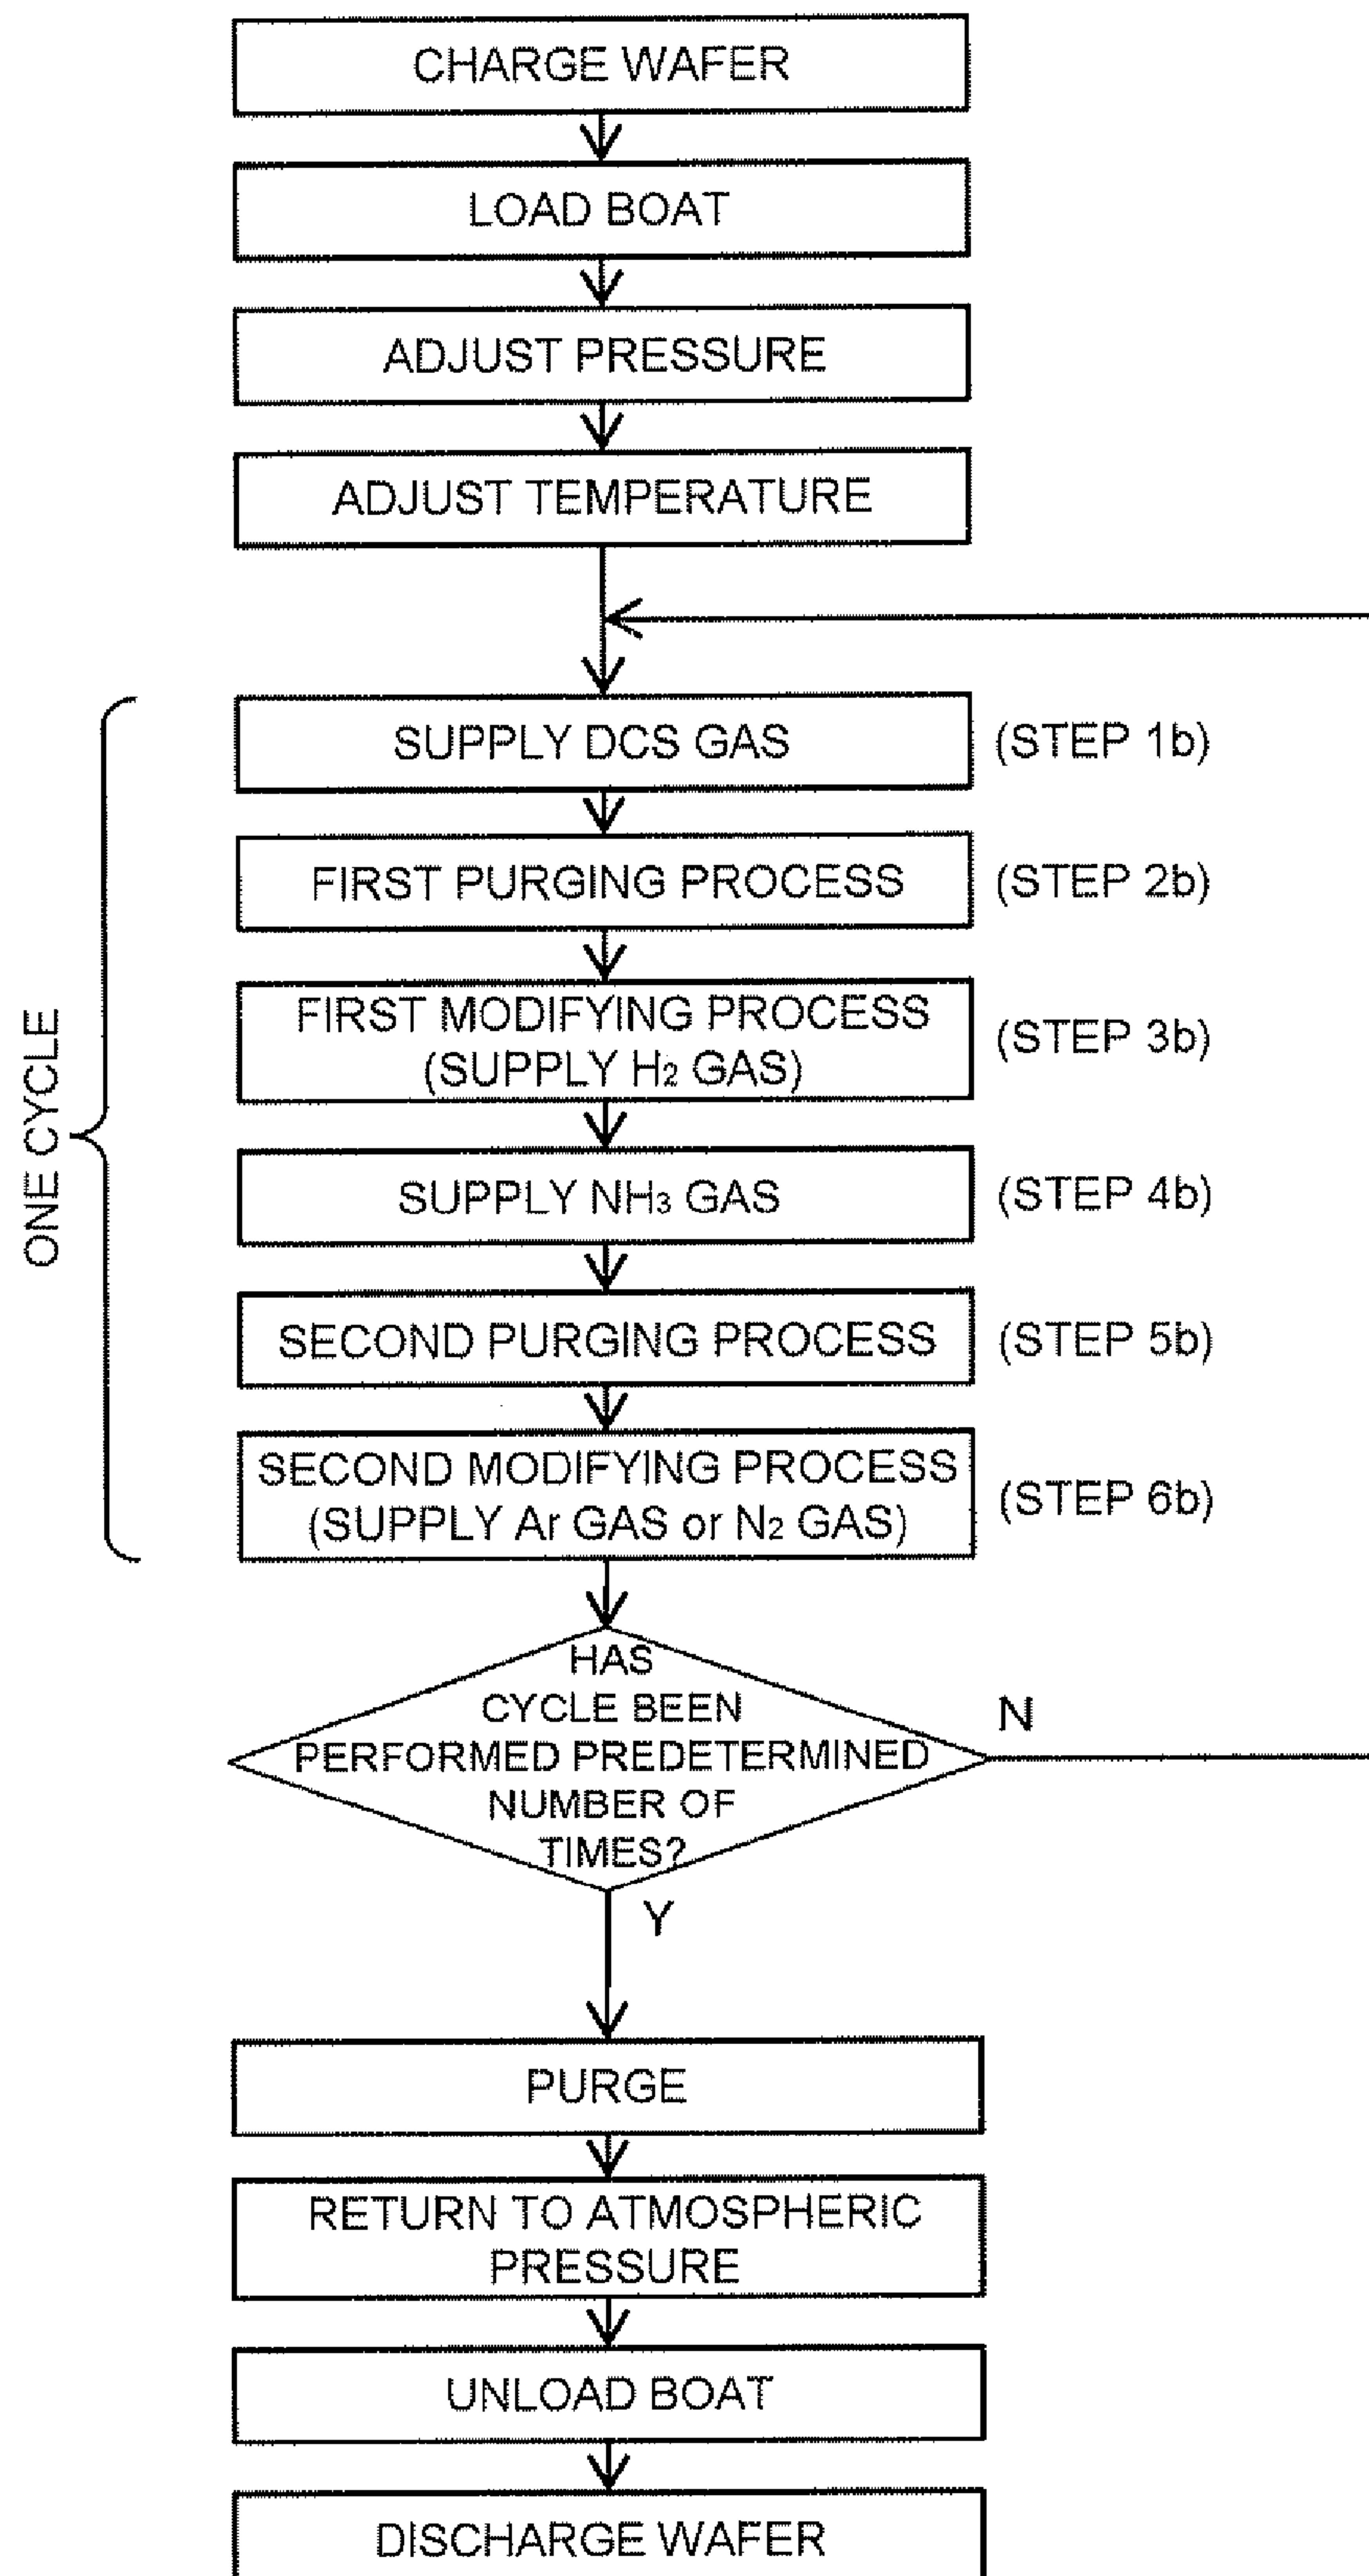 CHARGE WAFER
LOAD BOAT
ADJUST PRESSURE
ADJUST TEMPERATURE
ONE CYCLE
SUPPLY DCS GAS (STEP 1b)
FIRST PURGING PROCESS (STEP 2b)
FIRST MODIFYING PROCESS
(SUPPLY H₂ GAS) (STEP 3b)
SUPPLY NH₃ GAS (STEP 4b)
SECOND PURGING PROCESS (STEP 5b)
SECOND MODIFYING PROCESS
(SUPPLY Ar GAS or N₂ GAS) (STEP 6b)
HAS
CYCLE BEEN
PERFORMED PREDETERMINED
NUMBER OF
TIMES?
N
Y
PURGE
RETURN TO ATMOSPHERIC
PRESSURE
UNLOAD BOAT
DISCHARGE WAFER